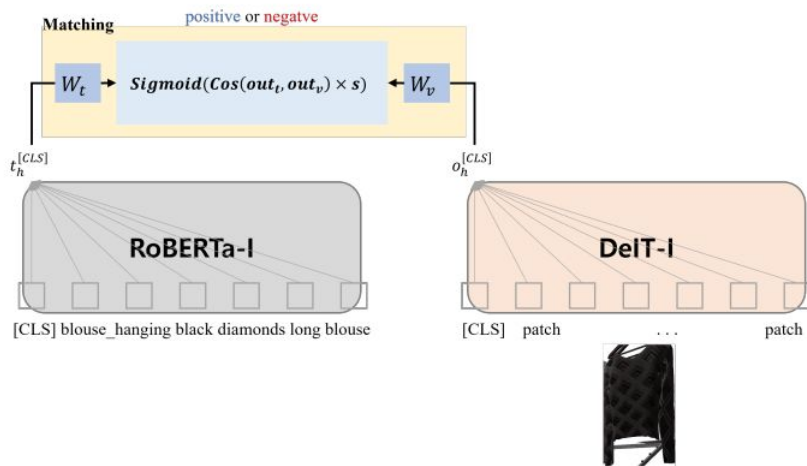 Matching
positive or negatve
W_t
Sigmoid(Cos(out_t, out_v) × s)
W_v
t_h^[CLS]
o_h^[CLS]
RoBERTa-I
DeIT-I
[CLS] blouse_hanging black diamonds long blouse
[CLS] patch ... patch